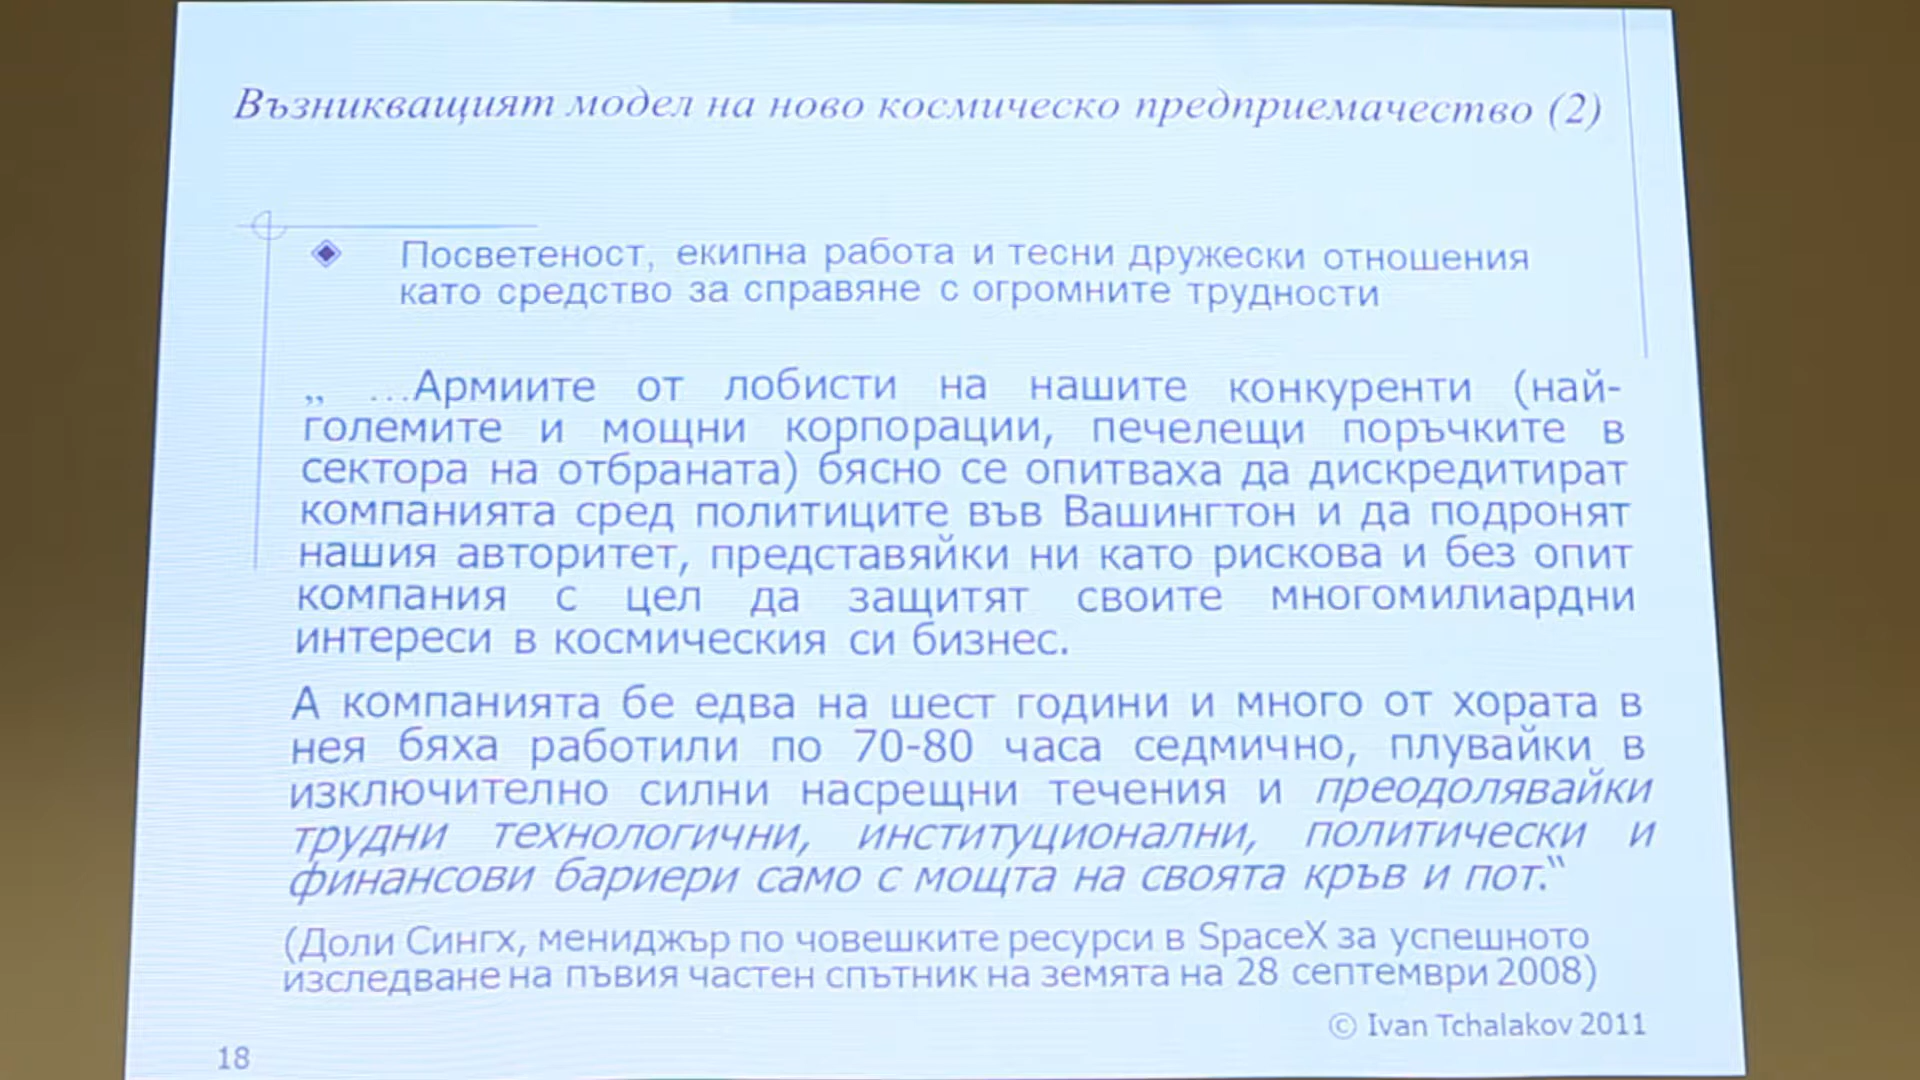 Възникващият модел на ново космическо предприемачество (2)
Посветеност, екипна работа и тесни дружески отношения
като средство за справяне с огромните трудности
„ ...Армиите от лобисти на нашите конкуренти (най-
големите и мощни корпорации, печелещи поръчките в
сектора на отбраната) бясно се опитваха да дискредитират
компанията сред политиците във Вашингтон и да подронят
нашия авторитет, представяйки ни като рискова и без опит
компания с цел да защитят своите многомилиардни
интереси в космическия си бизнес.
А компанията бе едва на шест години и много от хората в
нея бяха работили по 70-80 часа седмично, плувайки в
изключително силни насрещни течения и преодолявайки
трудни технологични, институционални, политически и
финансови бариери само с мощта на своята кръв и пот.“
(Доли Сингх, мениджър по човешките ресурси в SpaceX за успешното
изследване на пъвия частен спътник на земята на 28 септември 2008)
© Ivan Tchalakov 2011
18